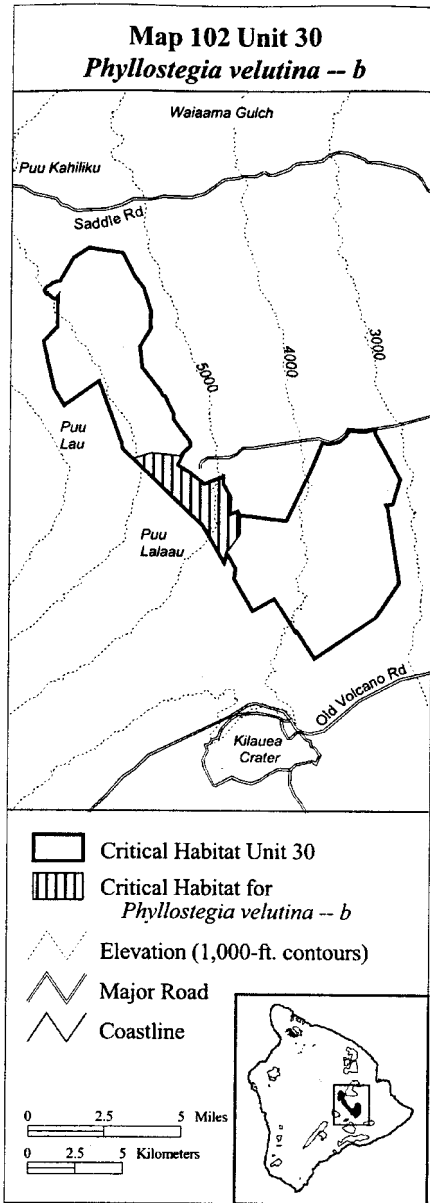 Map 102 Unit 30
Phyllostegia velutina -- b
Waiaama Gulch
Puu Kahiliku
Saddle Rd
5000
4000
3000
Puu
Lau
Puu
Lalaau
Old Volcano Rd
Kilauea
Crater
Critical Habitat Unit 30
Critical Habitat for
Phyllostegia velutina -- b
Elevation (1,000-ft. contours)
Major Road
Coastline
0 2.5 5 Miles
0 2.5 5 Kilometers